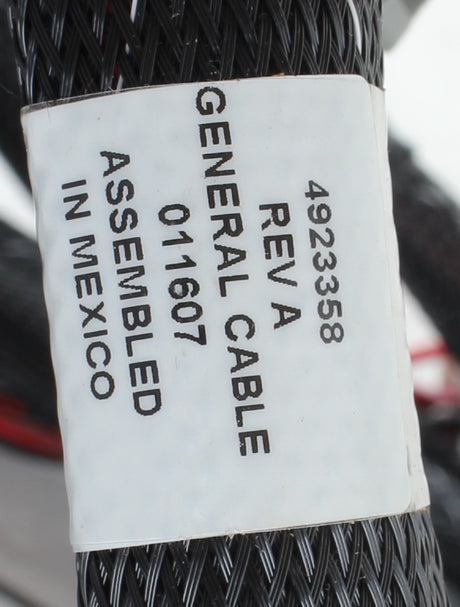 4923358
REV A
GENERAL CABLE
011607
ASSEMBLED
IN MEXICO